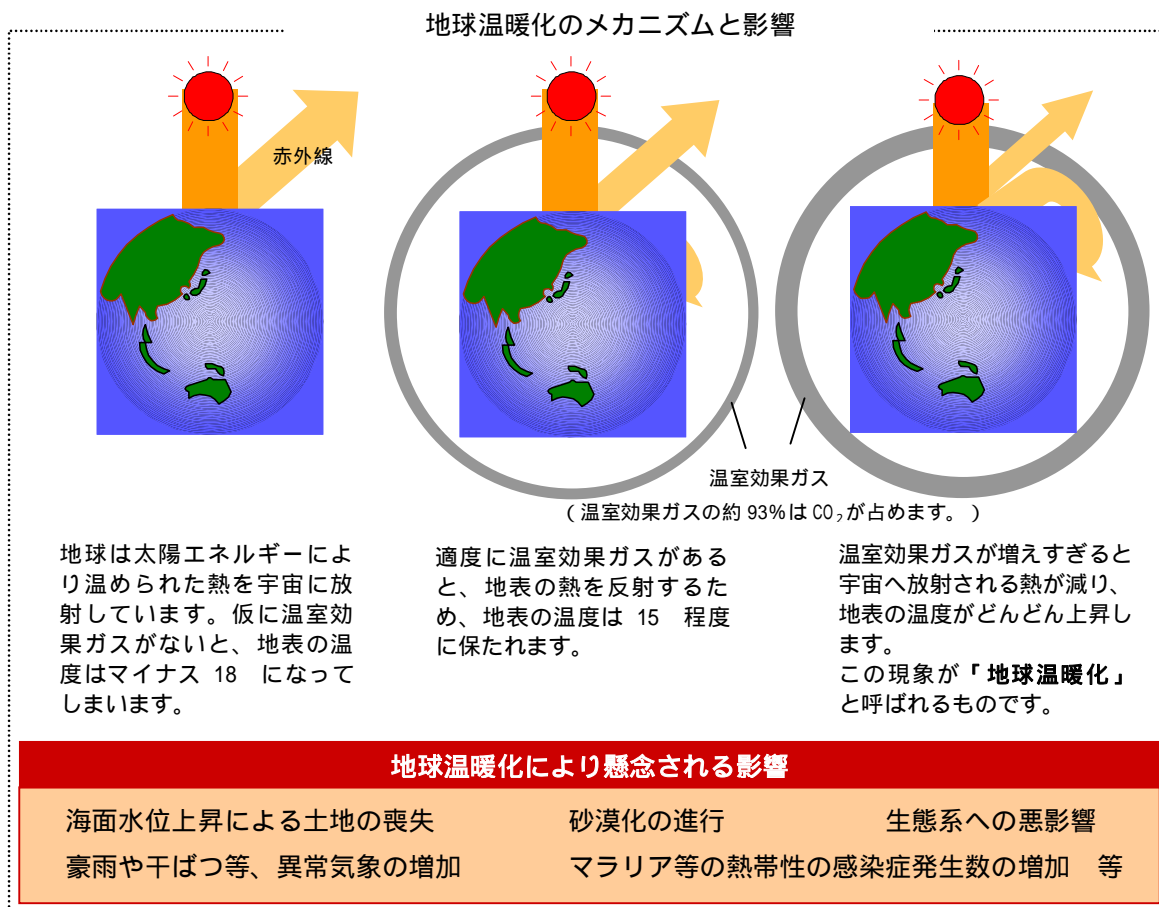 地球温暖化のメカニズムと影響
赤外線
温室効果ガス
(温室効果ガスの約 93%は CO₂が占めます。)
地球は太陽エネルギーによ
り温められた熱を宇宙に放
射しています。仮に温室効
果ガスがないと、地表の温
度はマイナス 18　になって
しまいます。
適度に温室効果ガスがある
と、地表の熱を反射するた
め、地表の温度は 15　程度
に保たれます。
温室効果ガスが増えすぎると
宇宙へ放射される熱が減り、
地表の温度がどんどん上昇し
ます。
この現象が「地球温暖化」
と呼ばれるものです。
地球温暖化により懸念される影響
海面水位上昇による土地の喪失　砂漠化の進行　生態系への悪影響
豪雨や干ばつ等、異常気象の増加　マラリア等の熱帯性の感染症発生数の増加　等